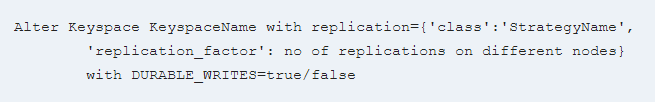 Alter Keyspace KeyspaceName with replication={'class':'StrategyName',
'replication_factor': no of replications on different nodes}
with DURABLE_WRITES=true/false